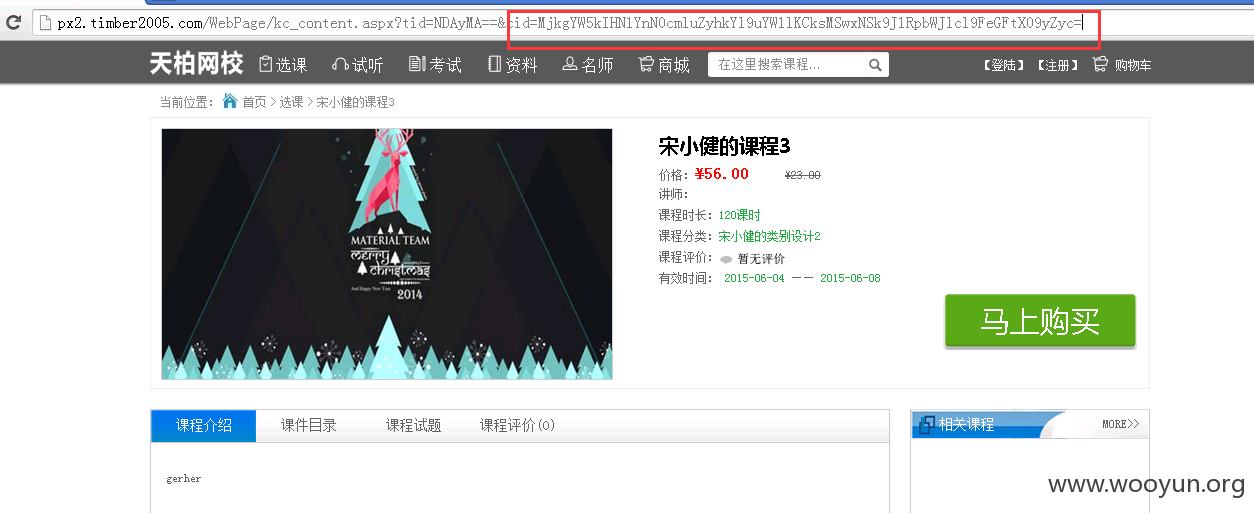 px2.timber2005.com/WebPage/kc_content.aspx?tid=NDAyMA==&cid=MjkgYW5kIHN1YnN0cmluZyhkYl9uYW1lKCksMSwxNSk9J1RpbWJlcl9FeGFtX09yZyc=
天柏网校 选课 试听 考试 资料 名师 商城 在这里搜索课程... 【登陆】 【注册】 购物车
当前位置: 首页 > 选课 > 宋小健的课程3
宋小健的课程3
价格: ¥56.00 ¥23.00
讲师:
课程时长: 120课时
课程分类: 宋小健的类别设计2
课程评价: 暂无评价
有效时间: 2015-06-04 —— 2015-06-08
马上购买
MATERIAL TEAM
merry
christmas
And Happy New Year
2014
课程介绍 课件目录 课程试题 课程评价(0)
相关课程 MORE>>
gerher
www.wooyun.org